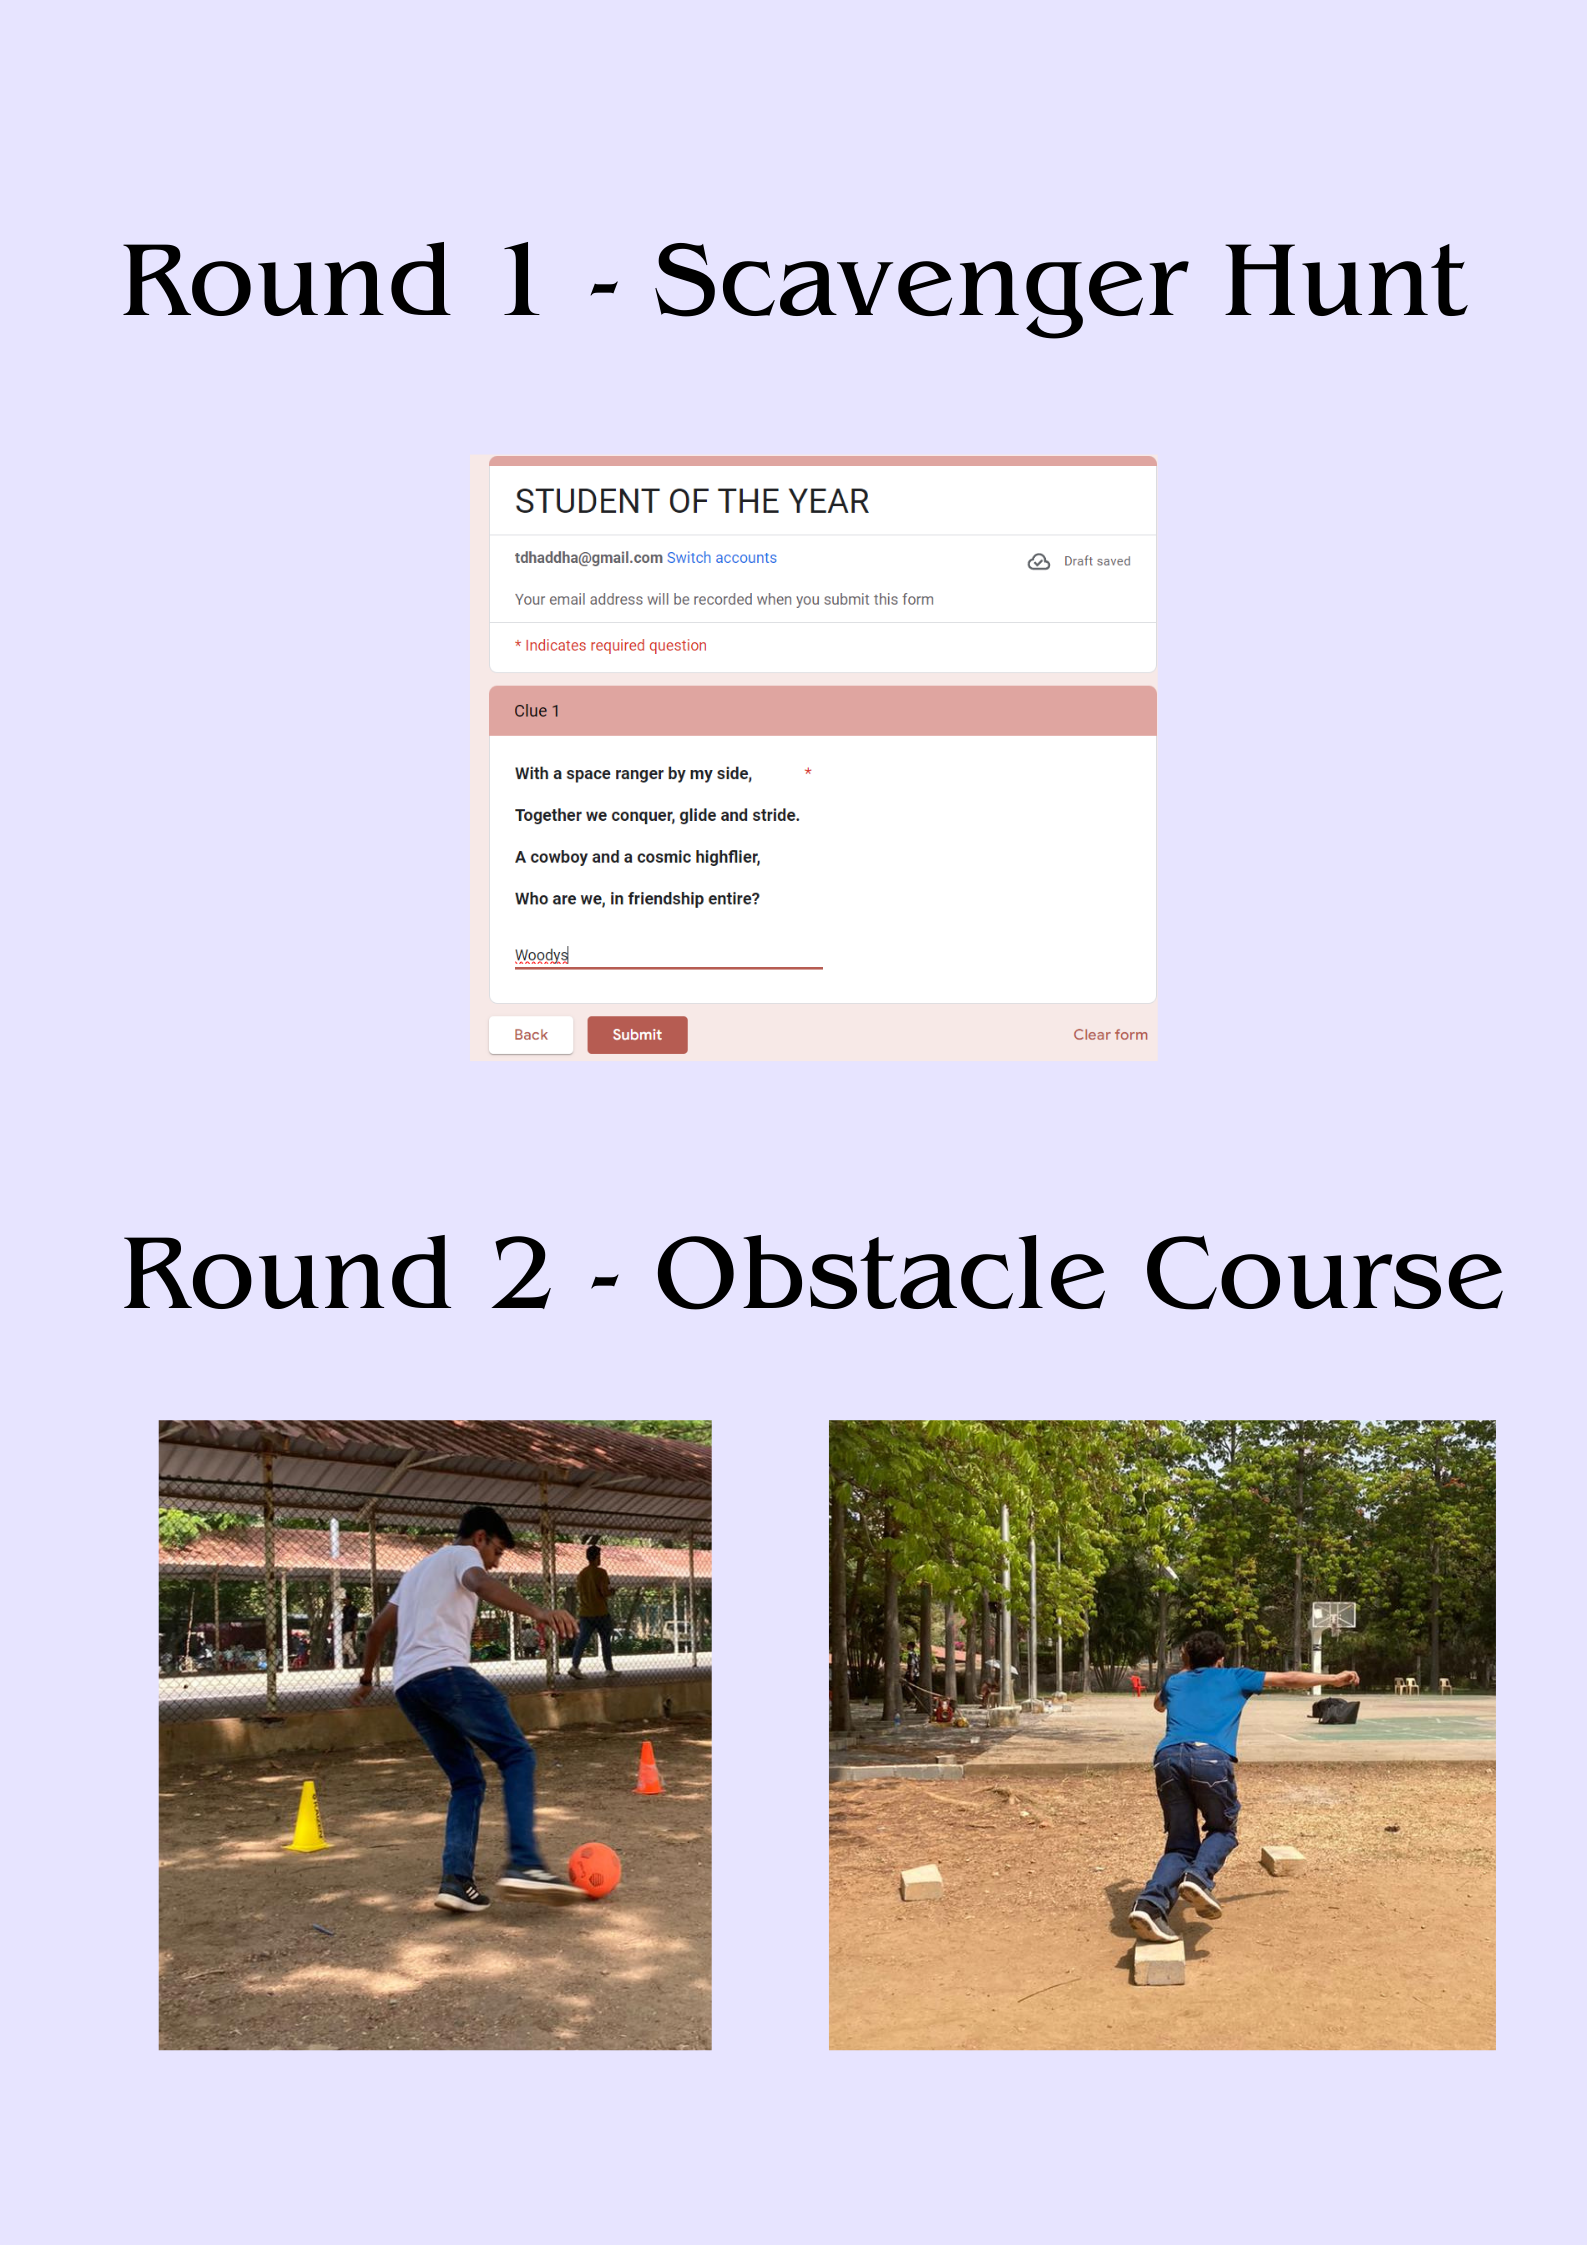 Round 1 - Scavenger Hunt
STUDENT OF THE YEAR
tdhaddha@gmail.com Switch accounts
Draft saved
Your email address will be recorded when you submit this form
* Indicates required question
Clue 1
With a space ranger by my side, *
Together we conquer, glide and stride.
A cowboy and a cosmic highflier,
Who are we, in friendship entire?
Woodys
Back
Submit
Clear form
Round 2 - Obstacle Course